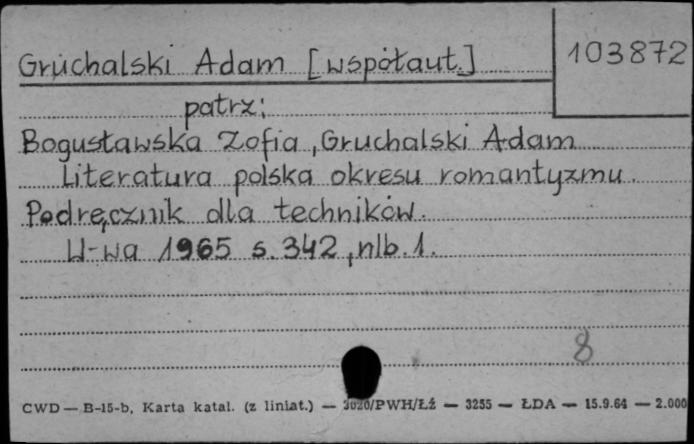 Gruchalski Adam [współaut.]
103872
patrz:
Bogusławska Zofia, Gruchalski Adam
Literatura polska okresu romantyzmu.
Podręcznik dla techników.
W-wa 1965 s. 342, nlb. 1.
8
CWD — B-15-b, Karta katal. (z liniat.) — 3020/PWH/Łź — 3255 — ŁDA — 15.9.64 — 2.000